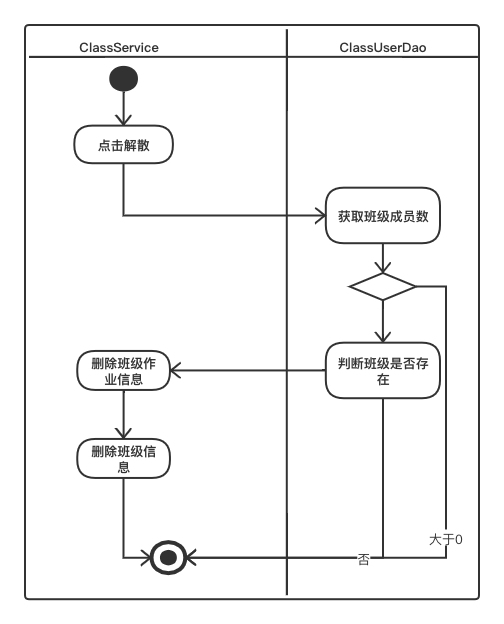 ClassService
ClassUserDao
点击解散
获取班级成员数
判断班级是否存
在
删除班级作
业信息
删除班级信
息
大于0
否